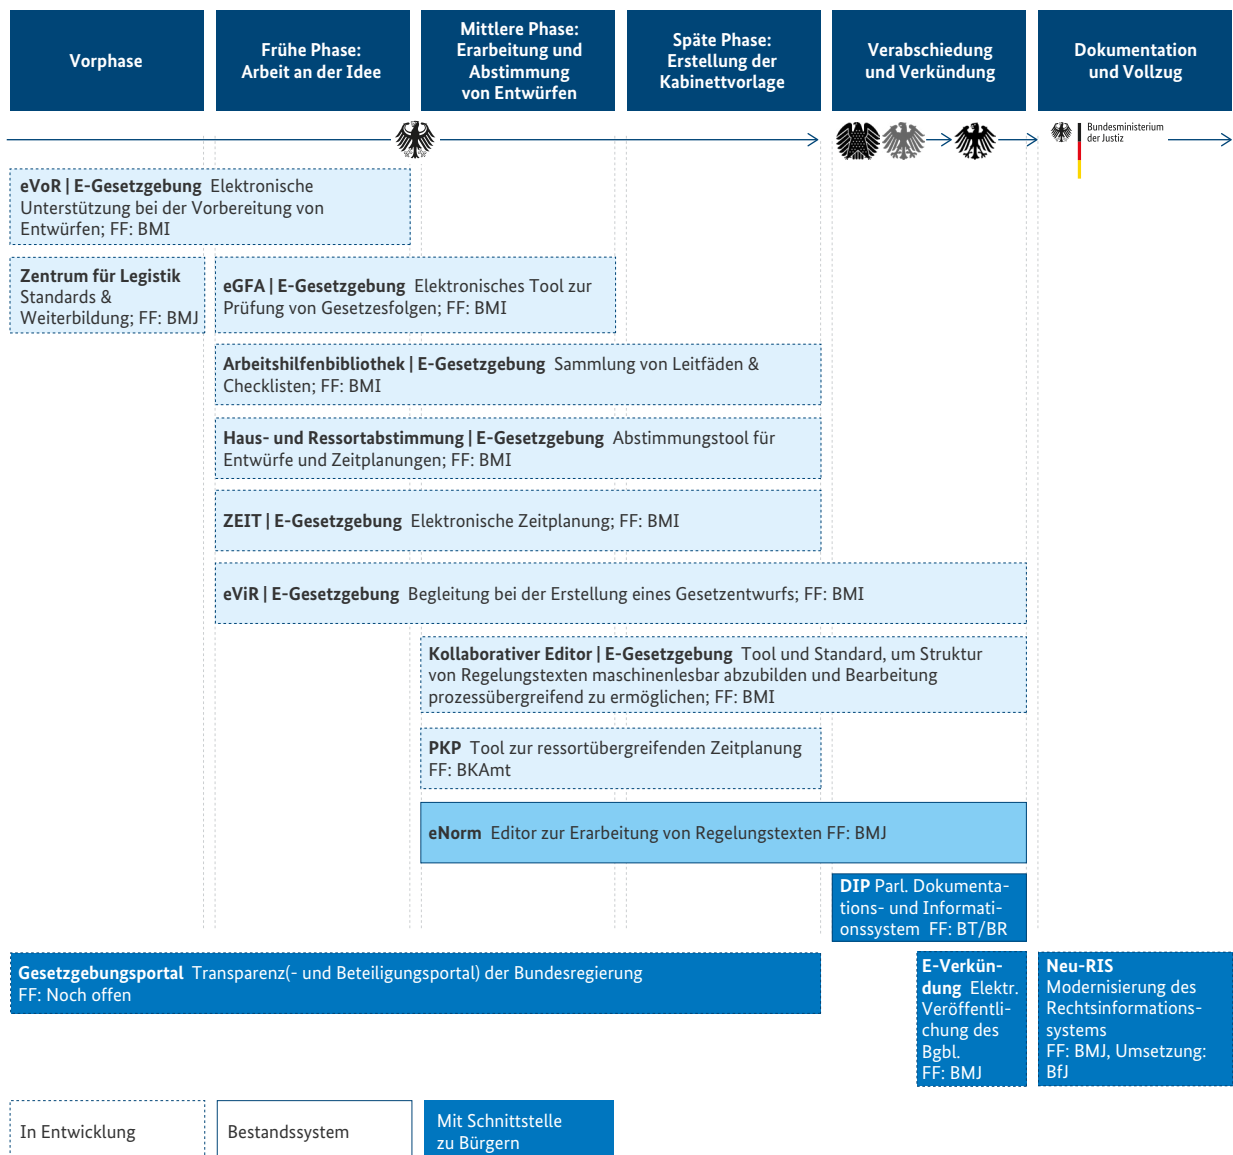 Vorphase
Frühe Phase:
Arbeit an der Idee
Mittlere Phase:
Erarbeitung und
Abstimmung
von Entwürfen
Späte Phase:
Erstellung der
Kabinettvorlage
Verabschiedung
und Verkündung
Dokumentation
und Vollzug
Bundesministerium
der Justiz
eVoR | E-Gesetzgebung Elektronische
Unterstützung bei der Vorbereitung von
Entwürfen; FF: BMI
Zentrum für Legistik
Standards &
Weiterbildung; FF: BMJ
eGFA | E-Gesetzgebung Elektronisches Tool zur
Prüfung von Gesetzesfolgen; FF: BMI
Arbeitshilfenbibliothek | E-Gesetzgebung Sammlung von Leitfäden &
Checklisten; FF: BMI
Haus- und Ressortabstimmung | E-Gesetzgebung Abstimmungstool für
Entwürfe und Zeitplanungen; FF: BMI
ZEIT | E-Gesetzgebung Elektronische Zeitplanung; FF: BMI
eViR | E-Gesetzgebung Begleitung bei der Erstellung eines Gesetzentwurfs; FF: BMI
Kollaborativer Editor | E-Gesetzgebung Tool und Standard, um Struktur
von Regelungstexten maschinenlesbar abzubilden und Bearbeitung
prozessübergreifend zu ermöglichen; FF: BMI
PKP Tool zur ressortübergreifenden Zeitplanung
FF: BKAmt
eNorm Editor zur Erarbeitung von Regelungstexten FF: BMJ
DIP Parl. Dokumenta-
tions- und Informati-
onssystem FF: BT/BR
Gesetzgebungsportal Transparenz(- und Beteiligungsportal) der Bundesregierung
FF: Noch offen
E-Verkün-
dung Elektr.
Veröffentli-
chung des
Bgbl.
FF: BMJ
Neu-RIS
Modernisierung des
Rechtsinformations-
systems
FF: BMJ, Umsetzung:
BfJ
In Entwicklung
Bestandssystem
Mit Schnittstelle
zu Bürgern